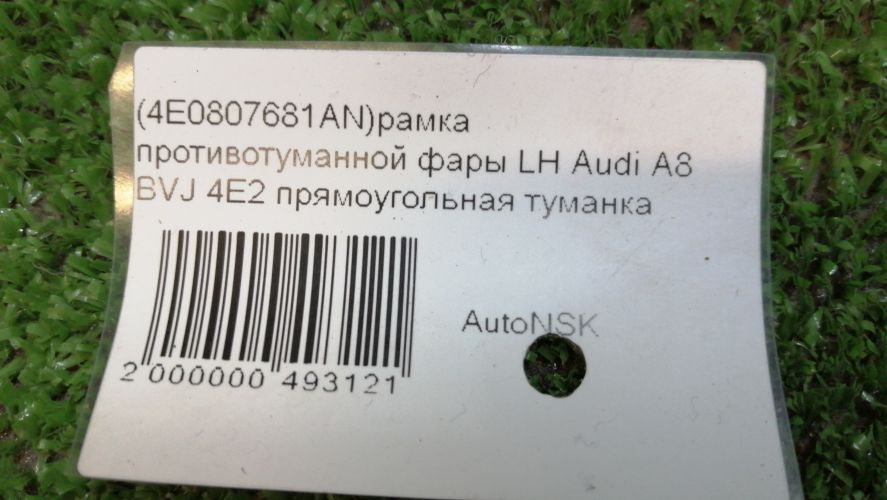 (4E0807681AN)рамка
противотуманной фары LH Audi A8
BVJ 4E2 прямоугольная туманка
AutoNSK
2 000000 493121